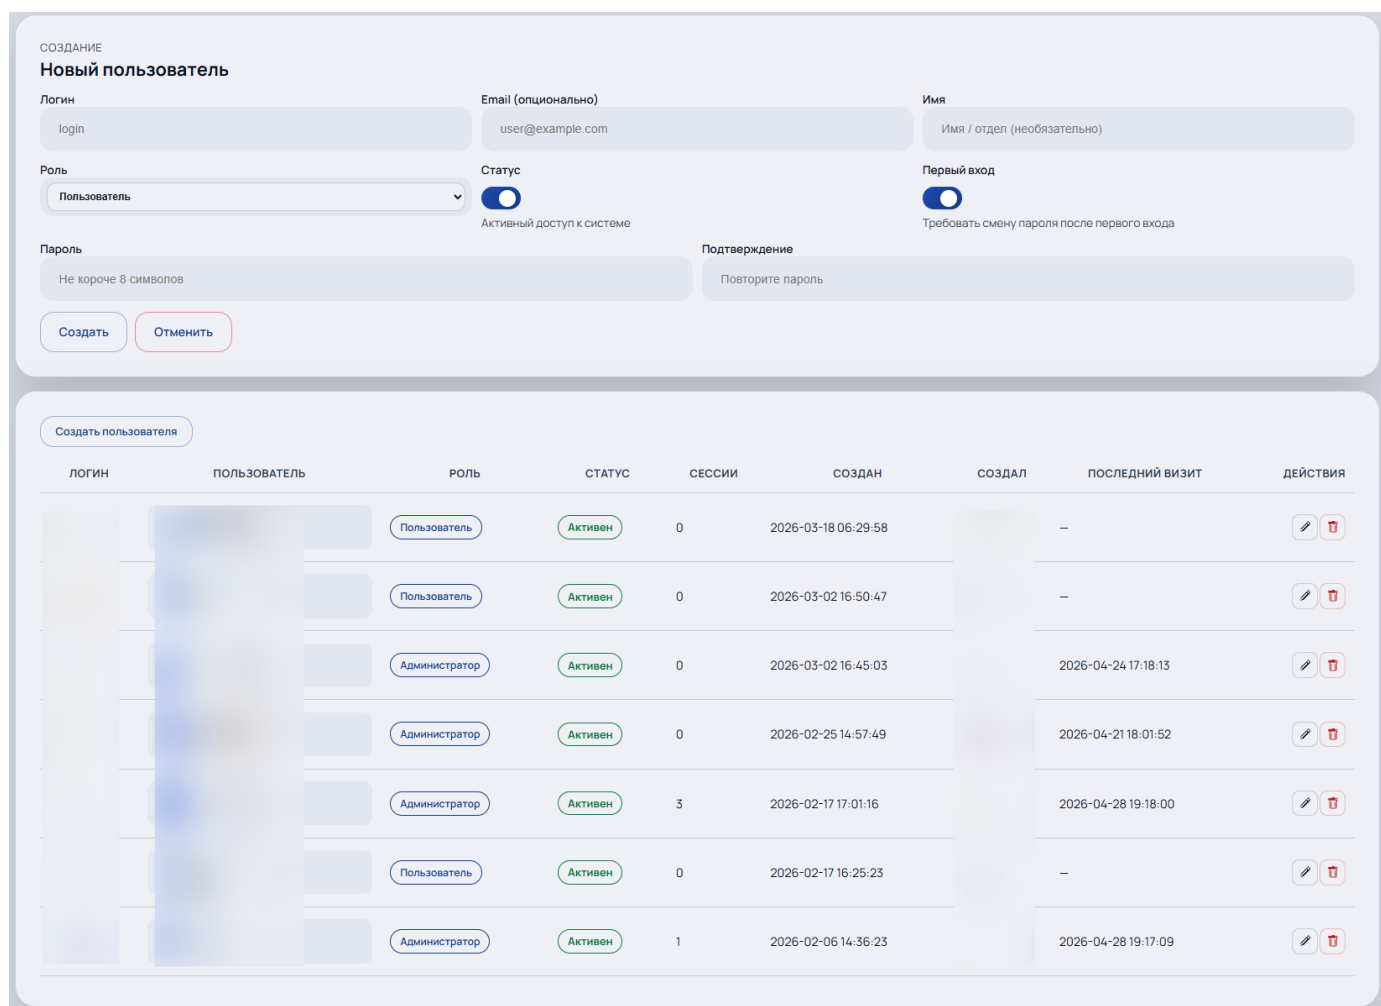 СОЗДАНИЕ
Новый пользователь
Логин Email (опционально) Имя
login user@example.com Имя / отдел (необязательно)
Роль Статус Первый вход
Пользователь
Активный доступ к системе Требовать смену пароля после первого входа
Пароль Подтверждение
Не короче 8 символов Повторите пароль
Создать Отменить
Создать пользователя
ЛОГИН ПОЛЬЗОВАТЕЛЬ РОЛЬ СТАТУС СЕССИИ СОЗДАН СОЗДАЛ ПОСЛЕДНИЙ ВИЗИТ ДЕЙСТВИЯ
Пользователь Активен 0 2026-03-18 06:29:58 —
Пользователь Активен 0 2026-03-02 16:50:47 —
Администратор Активен 0 2026-03-02 16:45:03 2026-04-24 17:18:13
Администратор Активен 0 2026-02-25 14:57:49 2026-04-21 18:01:52
Администратор Активен 3 2026-02-17 17:01:16 2026-04-28 19:18:00
Пользователь Активен 0 2026-02-17 16:25:23 —
Администратор Активен 1 2026-02-06 14:36:23 2026-04-28 19:17:09